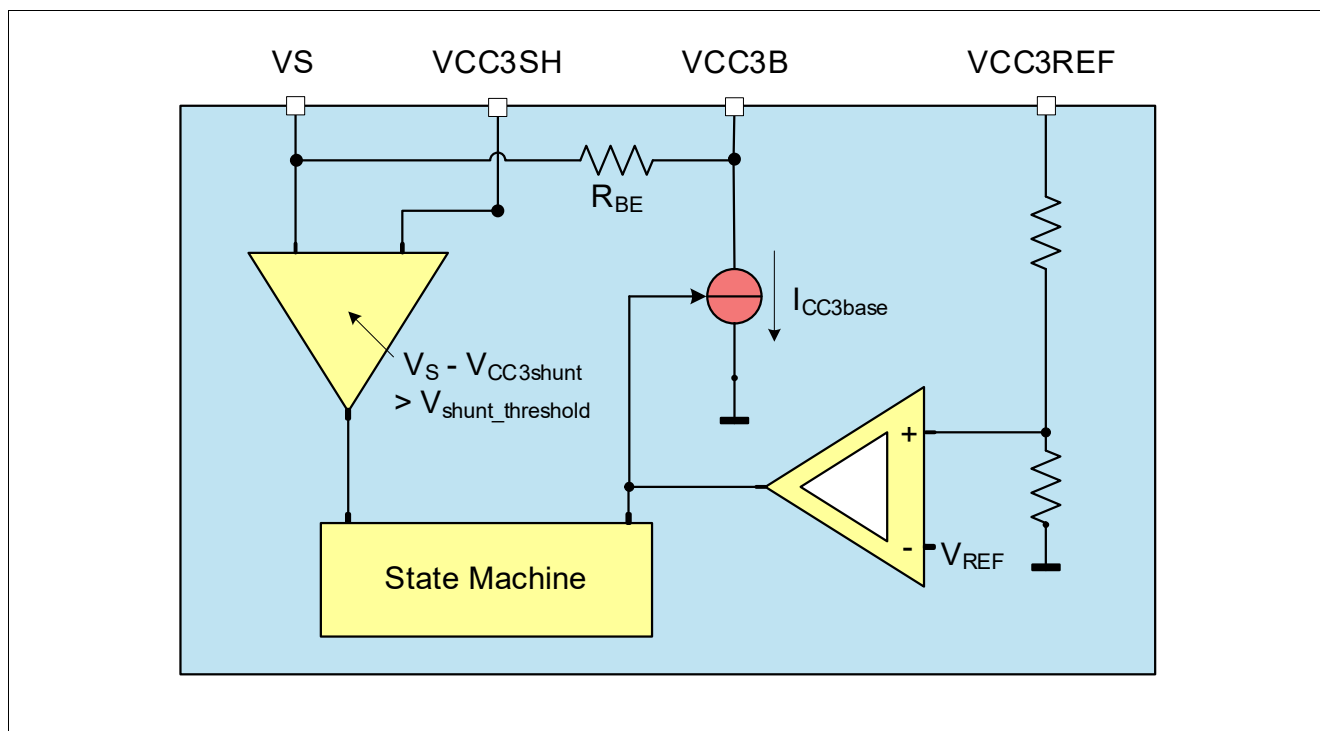 VS VCC3SH VCC3B VCC3REF
RBE
ICC3base
VS - VCC3shunt
> Vshunt_threshold
+
- VREF
State Machine